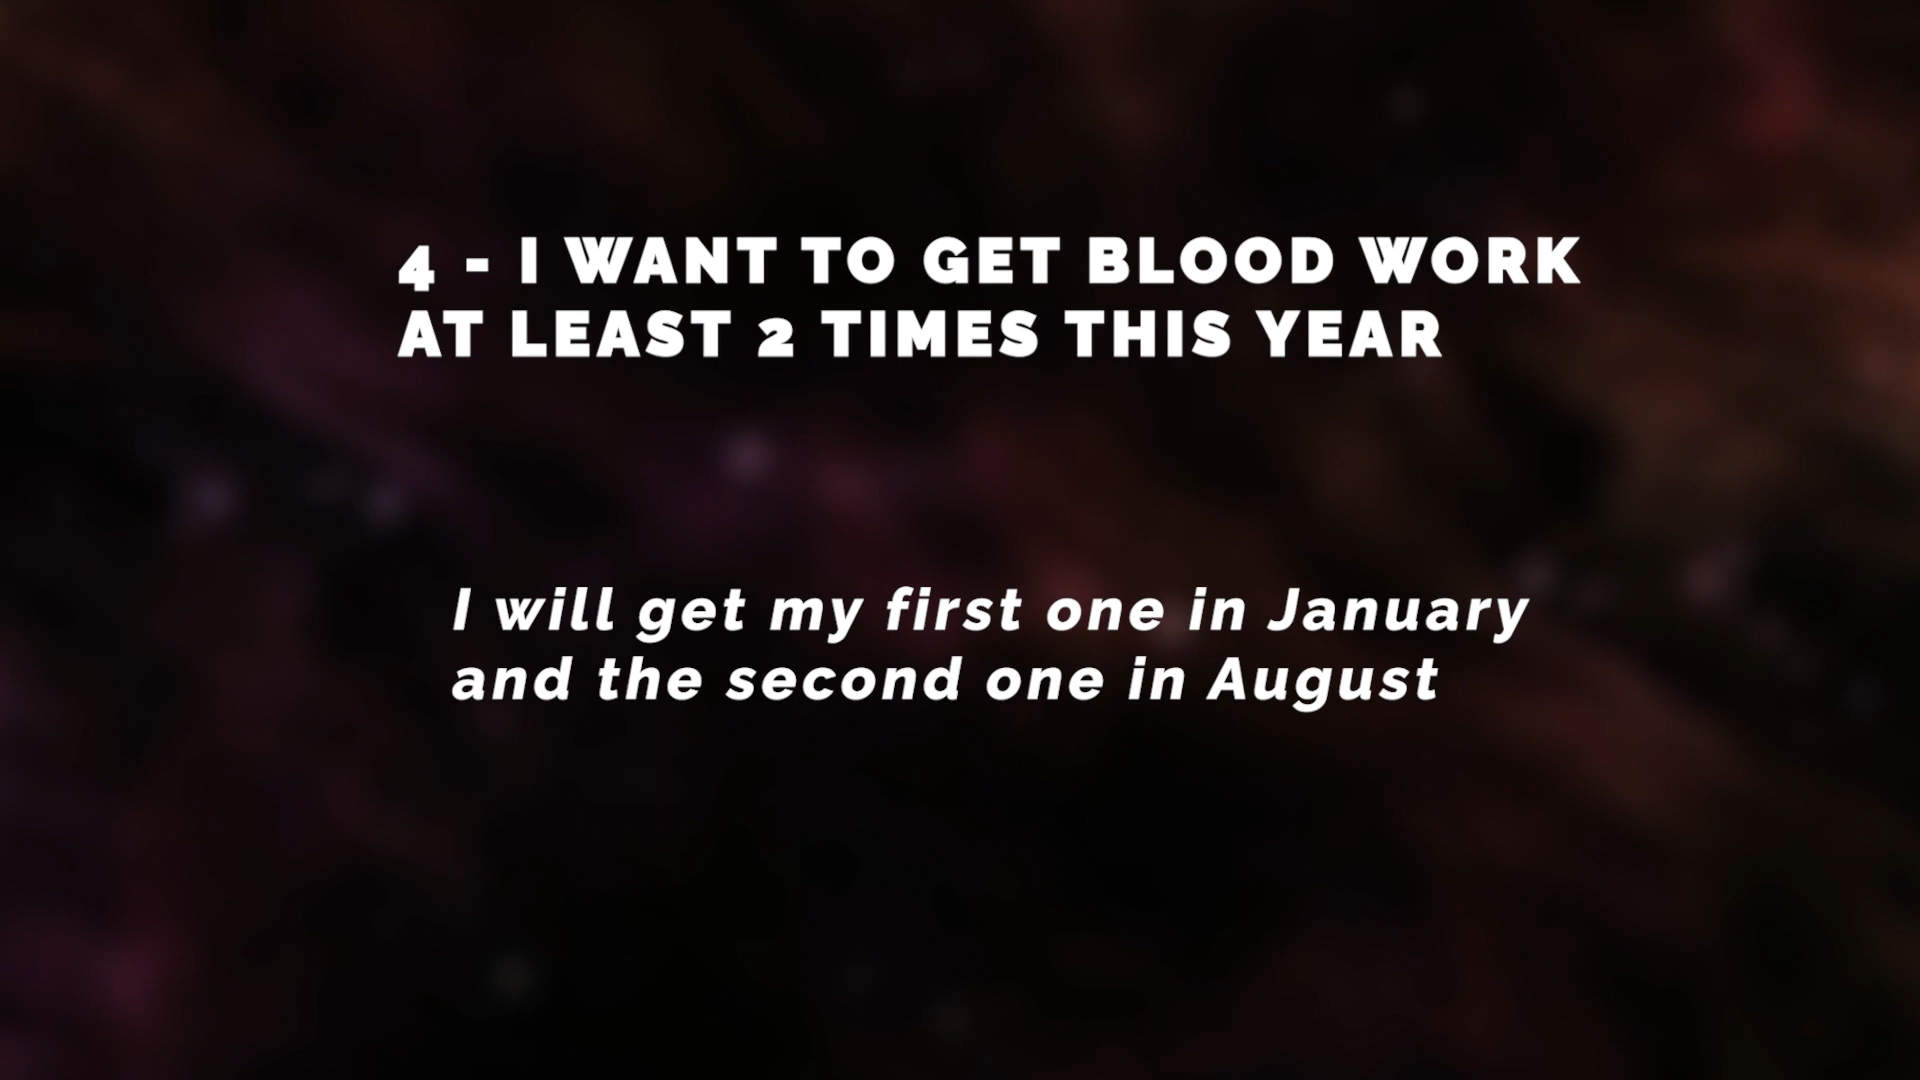 4 - I WANT TO GET BLOOD WORK
AT LEAST 2 TIMES THIS YEAR
I will get my first one in January
and the second one in August